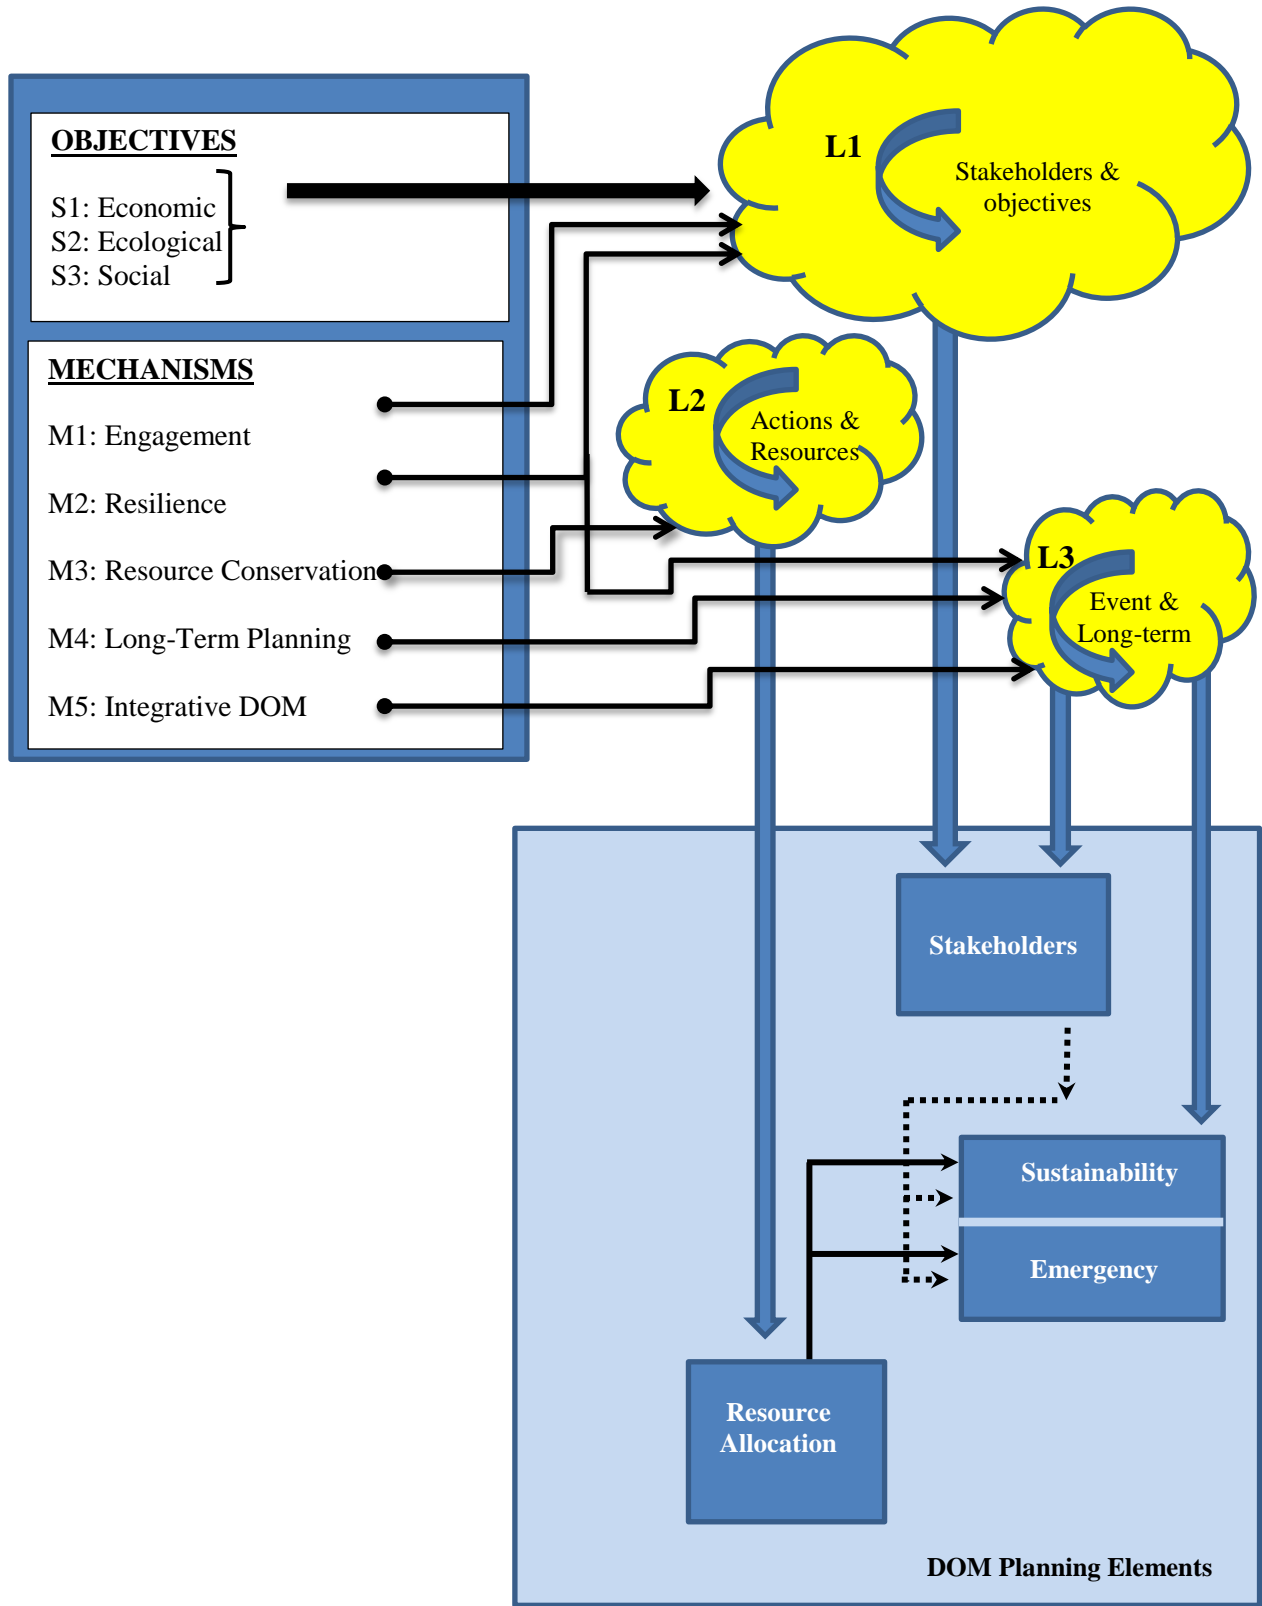 OBJECTIVES
S1: Economic
S2: Ecological
S3: Social
MECHANISMS
M1: Engagement
M2: Resilience
M3: Resource Conservation
M4: Long-Term Planning
M5: Integrative DOM
L1
Stakeholders &
objectives
L2
Actions &
Resources
L3
Event &
Long-term
Stakeholders
Sustainability
Emergency
Resource
Allocation
DOM Planning Elements